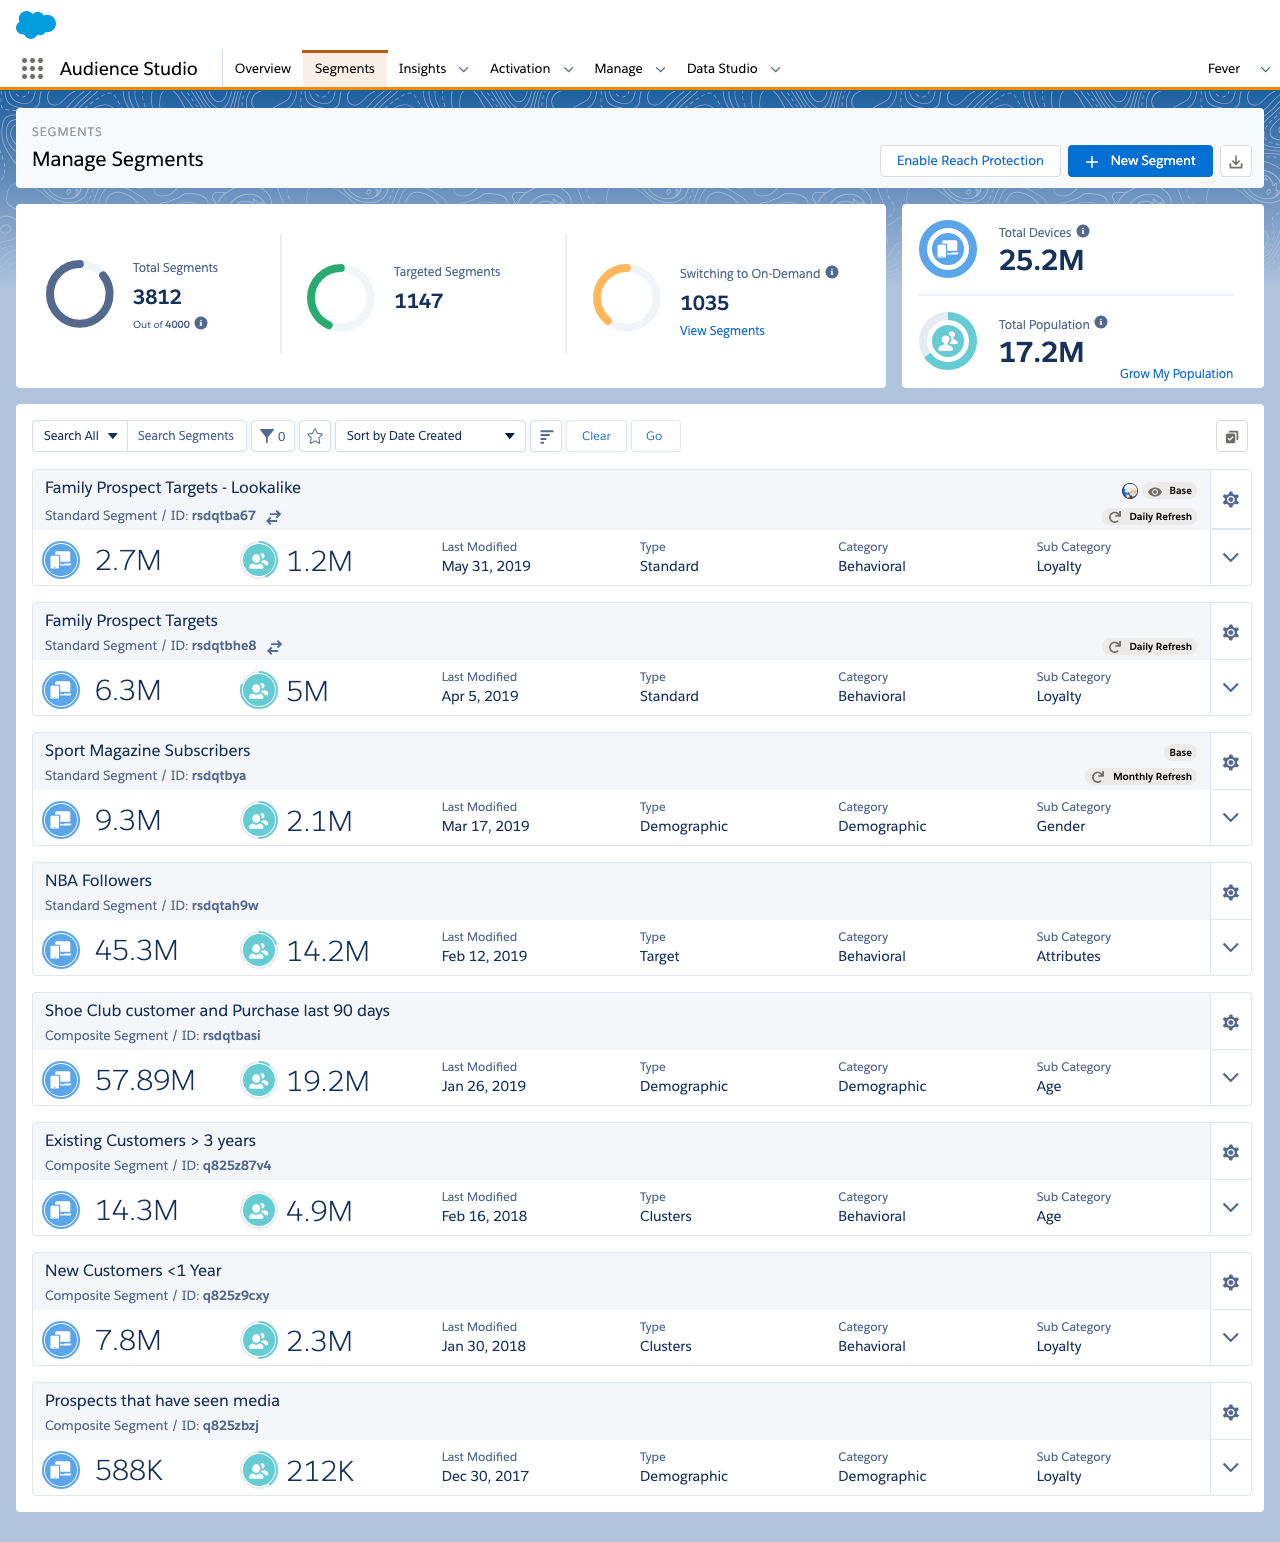 Audience Studio
Overview
Segments
Insights
Activation
Manage
Data Studio
Fever
SEGMENTS
Manage Segments
Enable Reach Protection
New Segment
Total Segments
3812
Out of 4000
Targeted Segments
1147
Switching to On-Demand
1035
View Segments
Total Devices
25.2M
Total Population
17.2M
Grow My Population
Search All
Search Segments
0
Sort by Date Created
Clear
Go
Family Prospect Targets - Lookalike
Base
Standard Segment / ID: rsdqtba67
Daily Refresh
2.7M
1.2M
Last Modified
May 31, 2019
Type
Standard
Category
Behavioral
Sub Category
Loyalty
Family Prospect Targets
Standard Segment / ID: rsdqtbhe8
Daily Refresh
6.3M
5M
Last Modified
Apr 5, 2019
Type
Standard
Category
Behavioral
Sub Category
Loyalty
Sport Magazine Subscribers
Base
Standard Segment / ID: rsdqtbya
Monthly Refresh
9.3M
2.1M
Last Modified
Mar 17, 2019
Type
Demographic
Category
Demographic
Sub Category
Gender
NBA Followers
Standard Segment / ID: rsdqtah9w
45.3M
14.2M
Last Modified
Feb 12, 2019
Type
Target
Category
Behavioral
Sub Category
Attributes
Shoe Club customer and Purchase last 90 days
Composite Segment / ID: rsdqtbasi
57.89M
19.2M
Last Modified
Jan 26, 2019
Type
Demographic
Category
Demographic
Sub Category
Age
Existing Customers > 3 years
Composite Segment / ID: q825z87v4
14.3M
4.9M
Last Modified
Feb 16, 2018
Type
Clusters
Category
Behavioral
Sub Category
Age
New Customers <1 Year
Composite Segment / ID: q825z9cxy
7.8M
2.3M
Last Modified
Jan 30, 2018
Type
Clusters
Category
Behavioral
Sub Category
Loyalty
Prospects that have seen media
Composite Segment / ID: q825zbzj
588K
212K
Last Modified
Dec 30, 2017
Type
Demographic
Category
Demographic
Sub Category
Loyalty